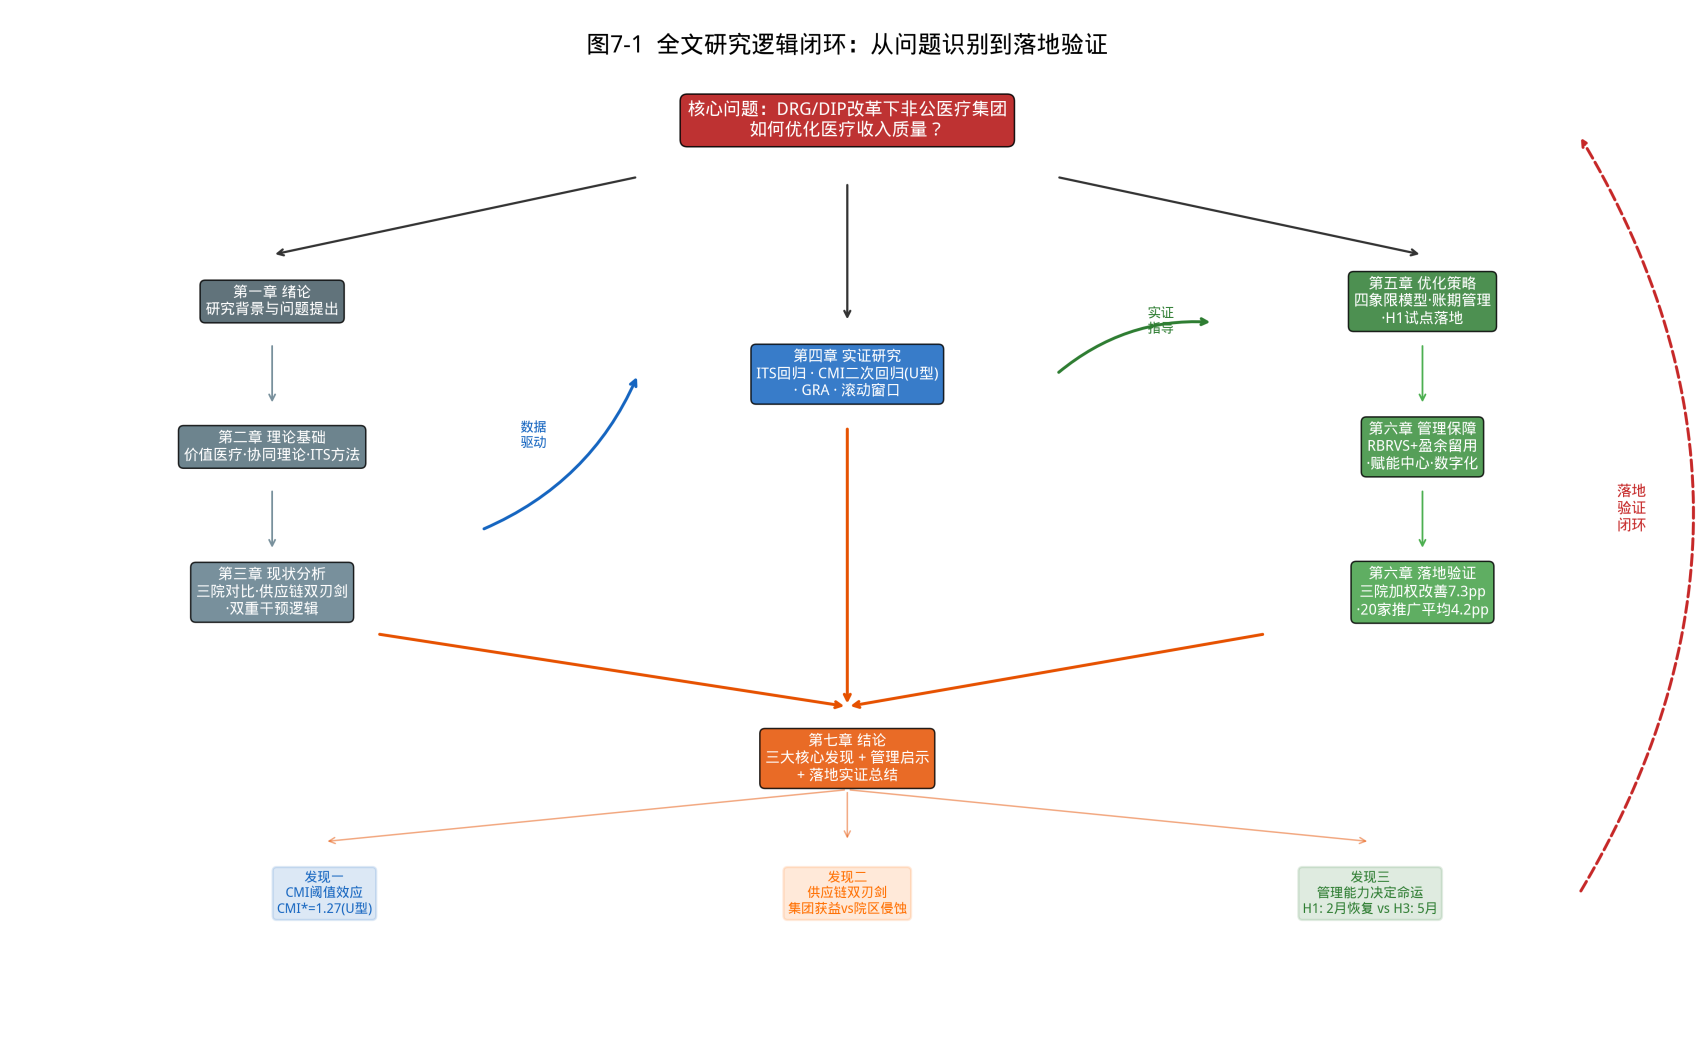 图7-1 全文研究逻辑闭环：从问题识别到落地验证
核心问题：DRG/DIP改革下非公医疗集团
如何优化医疗收入质量？
第一章 绪论
研究背景与问题提出
第二章 理论基础
价值医疗·协同理论·ITS方法
第三章 现状分析
三院对比·供应链双刃剑
·双重干预逻辑
数据
驱动
第四章 实证研究
ITS回归 · CMI二次回归(U型)
· GRA · 滚动窗口
实证
指导
第五章 优化策略
四象限模型·账期管理
·H1试点落地
第六章 管理保障
RBRVS+盈余留用
·赋能中心·数字化
第六章 落地验证
三院加权改善7.3pp
·20家推广平均4.2pp
落地
验证
闭环
第七章 结论
三大核心发现 + 管理启示
+ 落地实证总结
发现一
CMI阈值效应
CMI*=1.27(U型)
发现二
供应链双刃剑
集团获益vs院区侵蚀
发现三
管理能力决定命运
H1: 2月恢复 vs H3: 5月